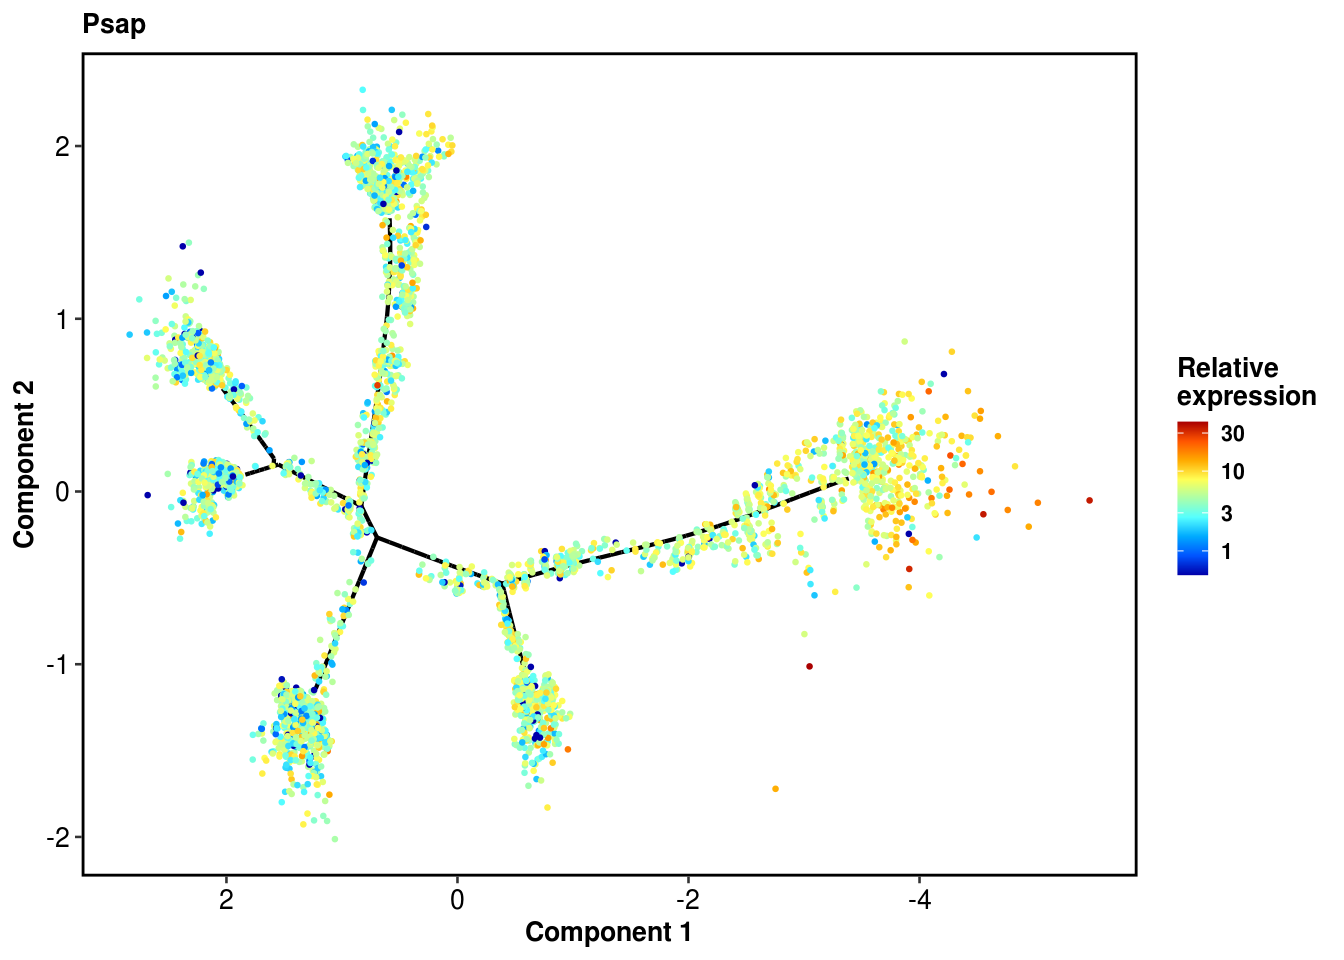 Psap
Component 2
2
1
0
-1
-2
2
0
-2
-4
Component 1
Relative
expression
30
10
3
1